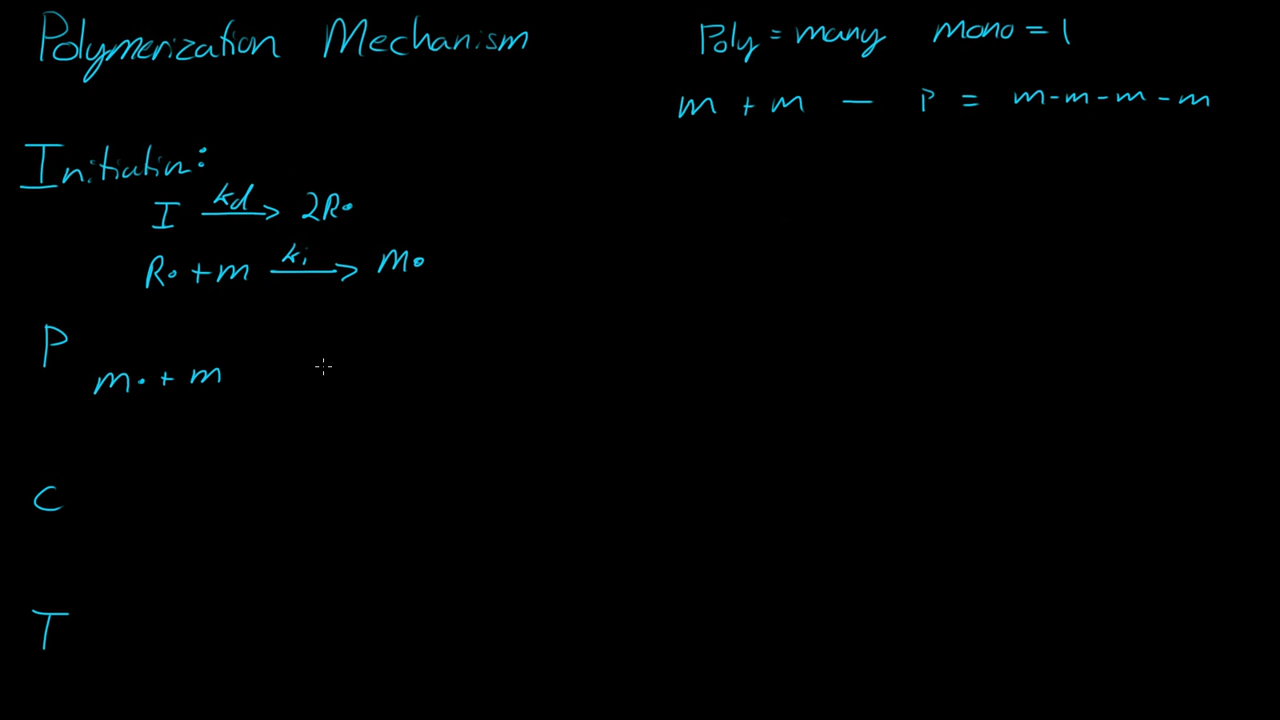 Polymerization Mechanism
Poly = many mono = 1
m + m — P = m-m-m-m
Initiation:
I kd→ 2R•
R• + m ki→ m•
P
m• + m
C
T